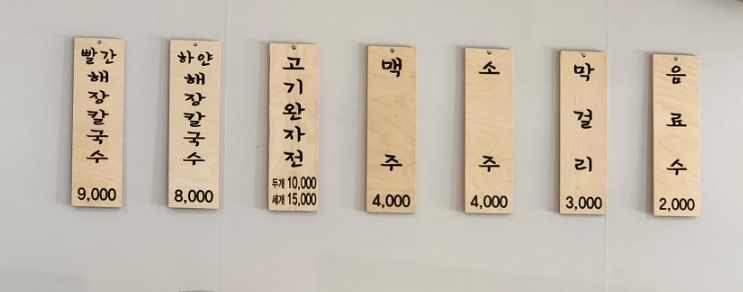 빨간해장칼국수
9,000
하얀해장칼국수
8,000
고기완자전
두개 10,000
세개 15,000
맥주
4,000
소주
4,000
막걸리
3,000
음료수
2,000